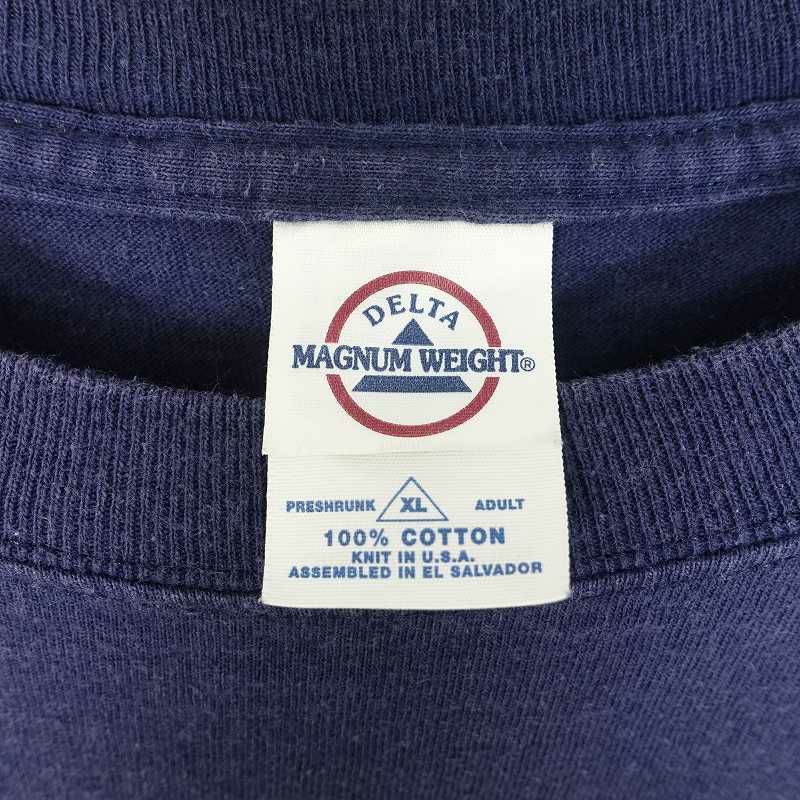 DELTA
MAGNUM WEIGHT®
PRESHRUNK XL ADULT
100% COTTON
KNIT IN U.S.A.
ASSEMBLED IN EL SALVADOR